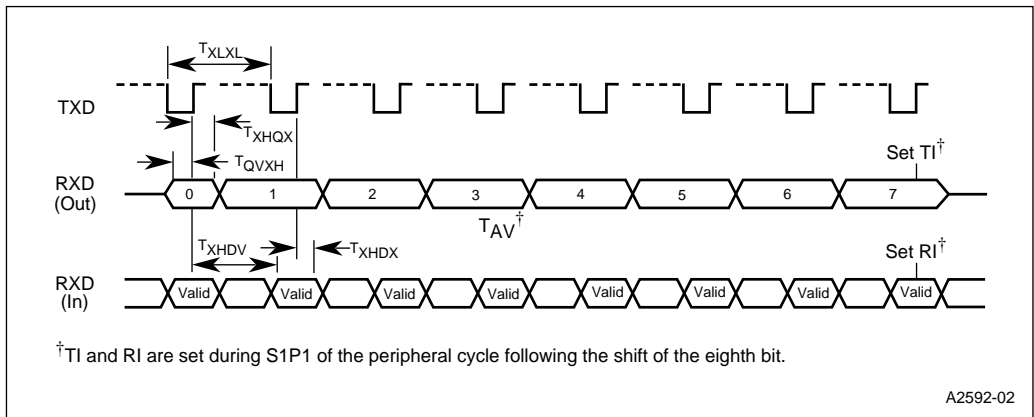 TXLXL
TXD
TXHQX
TQVXH
Set TI†
RXD
(Out)
0 1 2 3 4 5 6 7
TAV†
TXHDV
TXHDX
Set RI†
RXD
(In)
Valid Valid Valid Valid Valid Valid Valid Valid
†TI and RI are set during S1P1 of the peripheral cycle following the shift of the eighth bit.
A2592-02